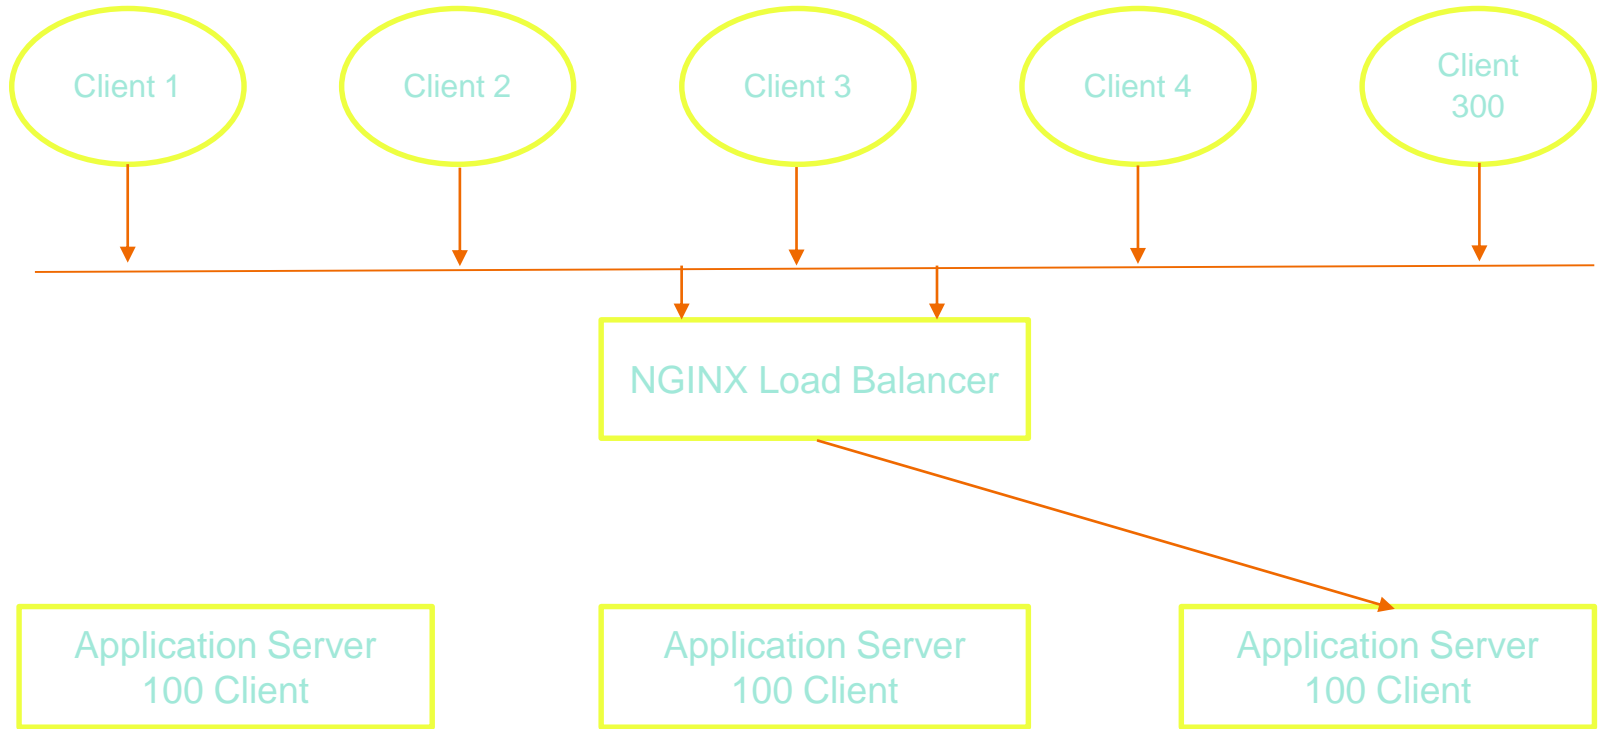 Client 1
Client 2
Client 3
Client 4
Client
300
NGINX Load Balancer
Application Server
100 Client
Application Server
100 Client
Application Server
100 Client